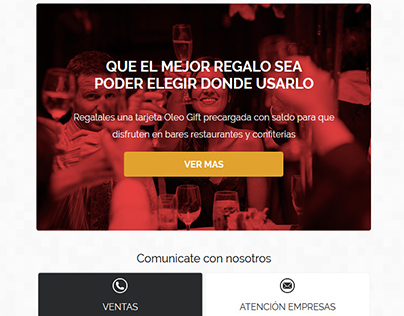 QUE EL MEJOR REGALO SEA
PODER ELEGIR DONDE USARLO
Regalales una tarjeta Oleo Gift precargada con saldo para que
disfruten en bares restaurantes y confiterías
VER MAS
Comunicate con nosotros
VENTAS
ATENCIÓN EMPRESAS